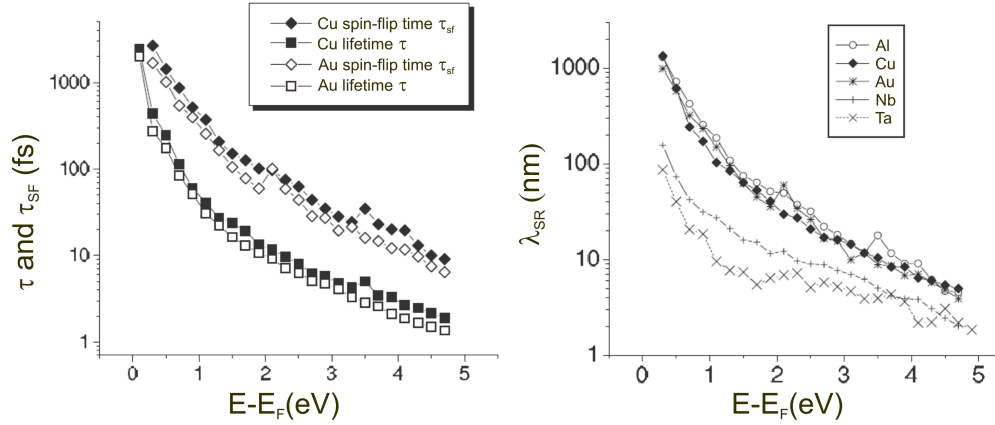 Cu spin-flip time τsf
Cu lifetime τ
Au spin-flip time τsf
Au lifetime τ
1000
100
10
1
τ and τSF (fs)
0 1 2 3 4 5
E-EF(eV)
Al
Cu
Au
Nb
Ta
1000
100
10
1
λSR (nm)
0 1 2 3 4 5
E-EF(eV)